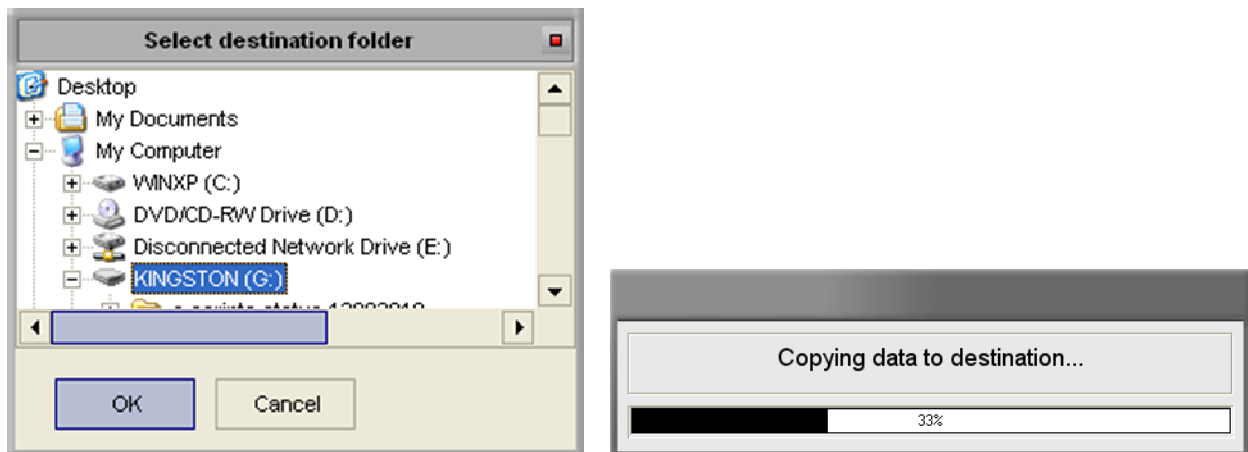 Select destination folder
Desktop
My Documents
My Computer
WINXP (C:)
DVD/CD-RW Drive (D:)
Disconnected Network Drive (E:)
KINGSTON (G:)
OK Cancel
Copying data to destination...
33%